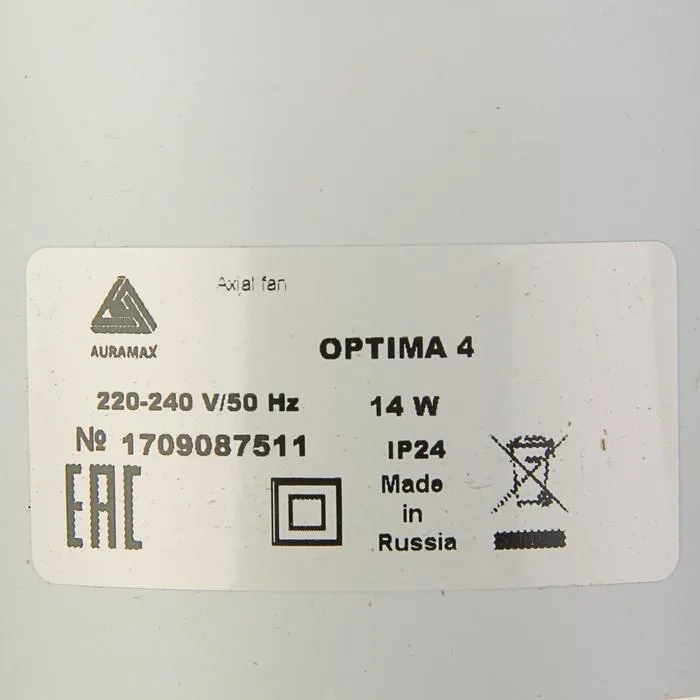 Axial fan
AURAMAX
OPTIMA 4
220-240 V/50 Hz
14 W
№ 1709087511
IP24
EAC
Made
in
Russia